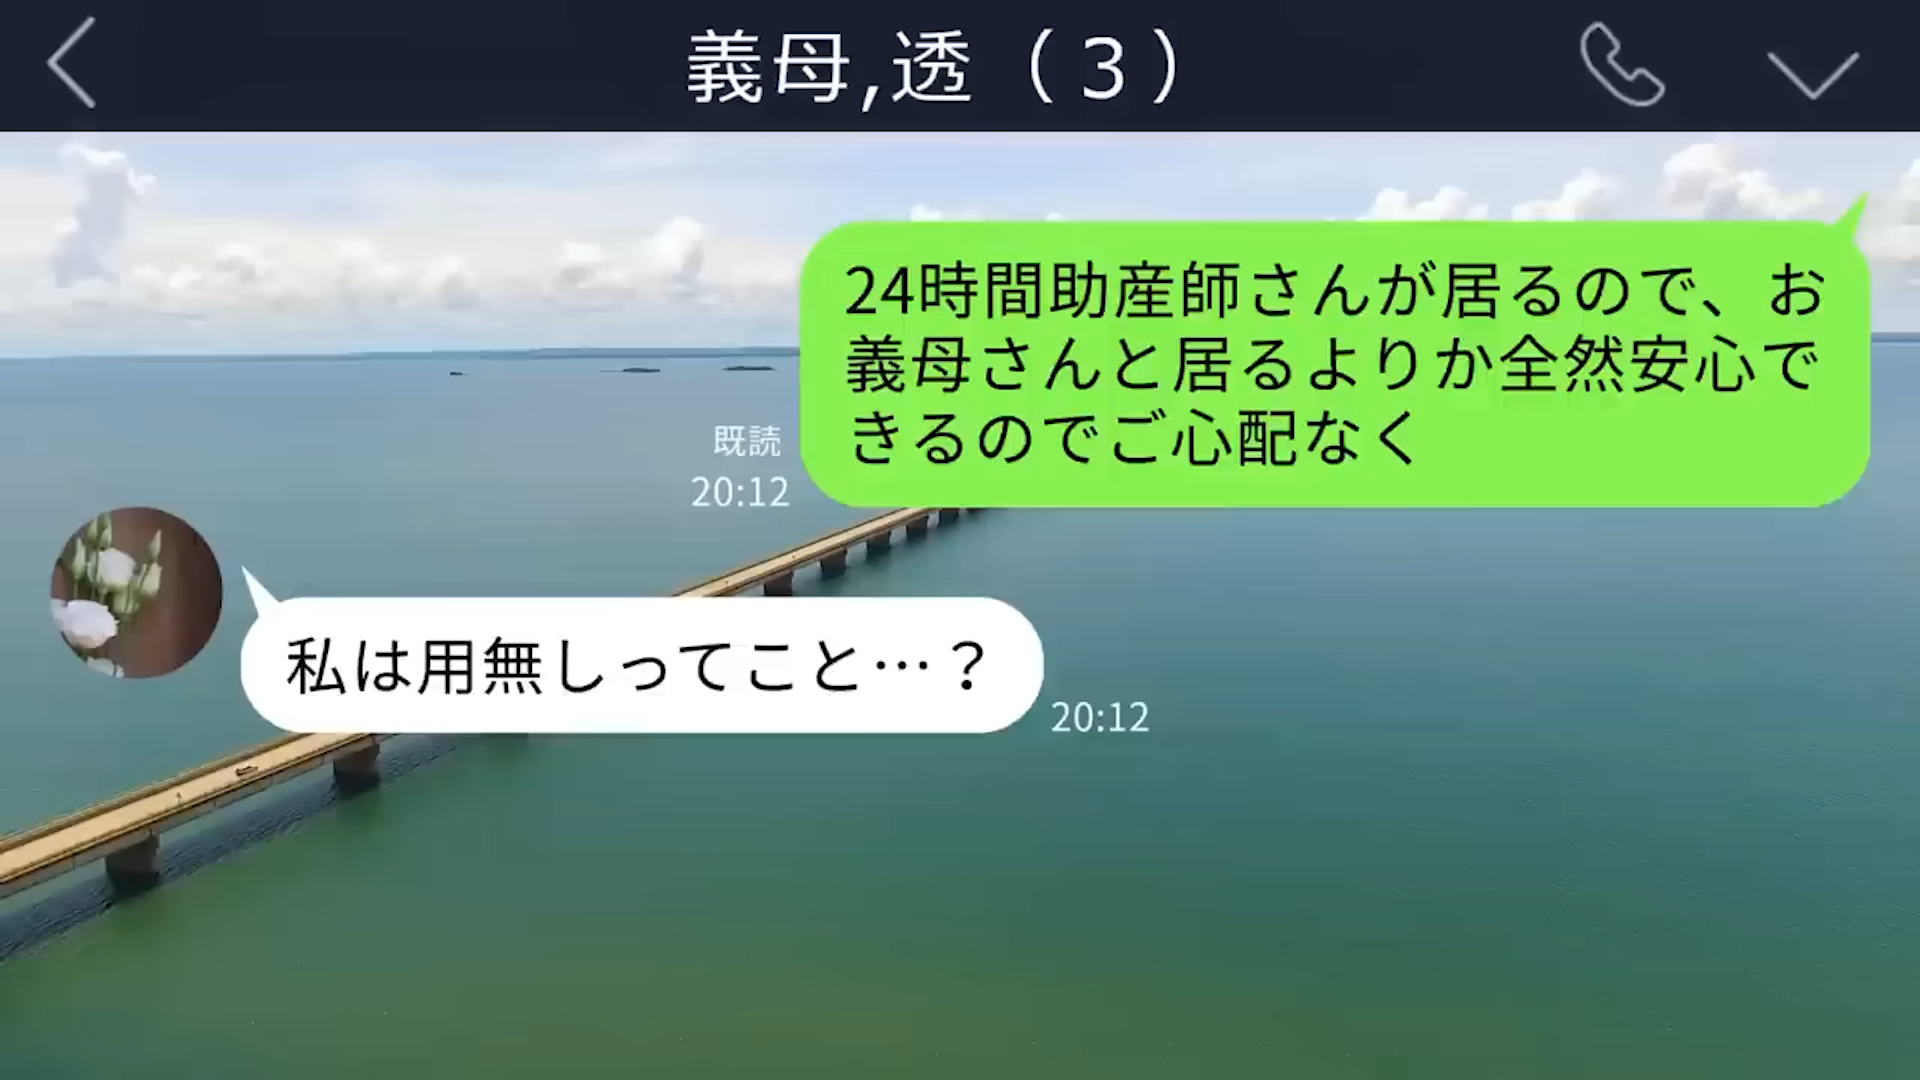 義母,透（3）
24時間助産師さんが居るので、お
義母さんと居るよりか全然安心で
きるのでご心配なく
既読
20:12
私は用無しってこと…？
20:12